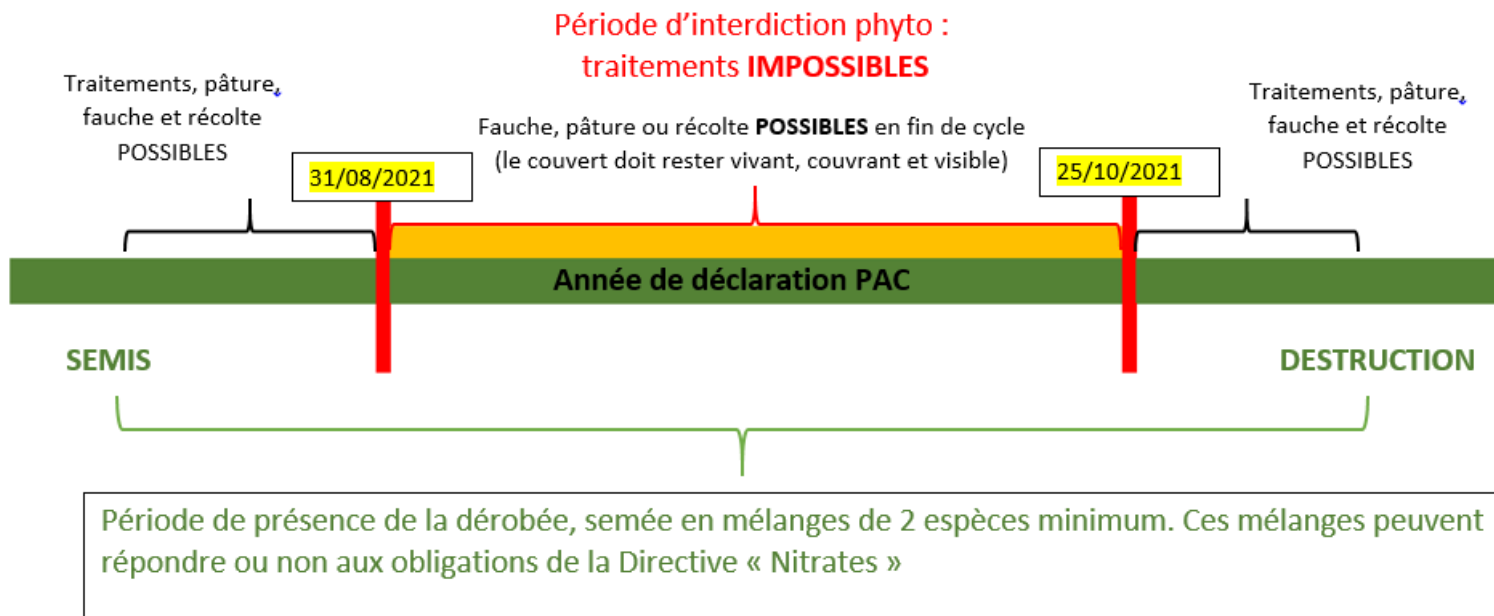 Période d'interdiction phyto :
traitements IMPOSSIBLES
Traitements, pâture,
fauche et récolte
POSSIBLES
Fauche, pâture ou récolte POSSIBLES en fin de cycle
(le couvert doit rester vivant, couvrant et visible)
Traitements, pâture,
fauche et récolte
POSSIBLES
31/08/2021
25/10/2021
Année de déclaration PAC
SEMIS
DESTRUCTION
Période de présence de la dérobée, semée en mélanges de 2 espèces minimum. Ces mélanges peuvent
répondre ou non aux obligations de la Directive « Nitrates »